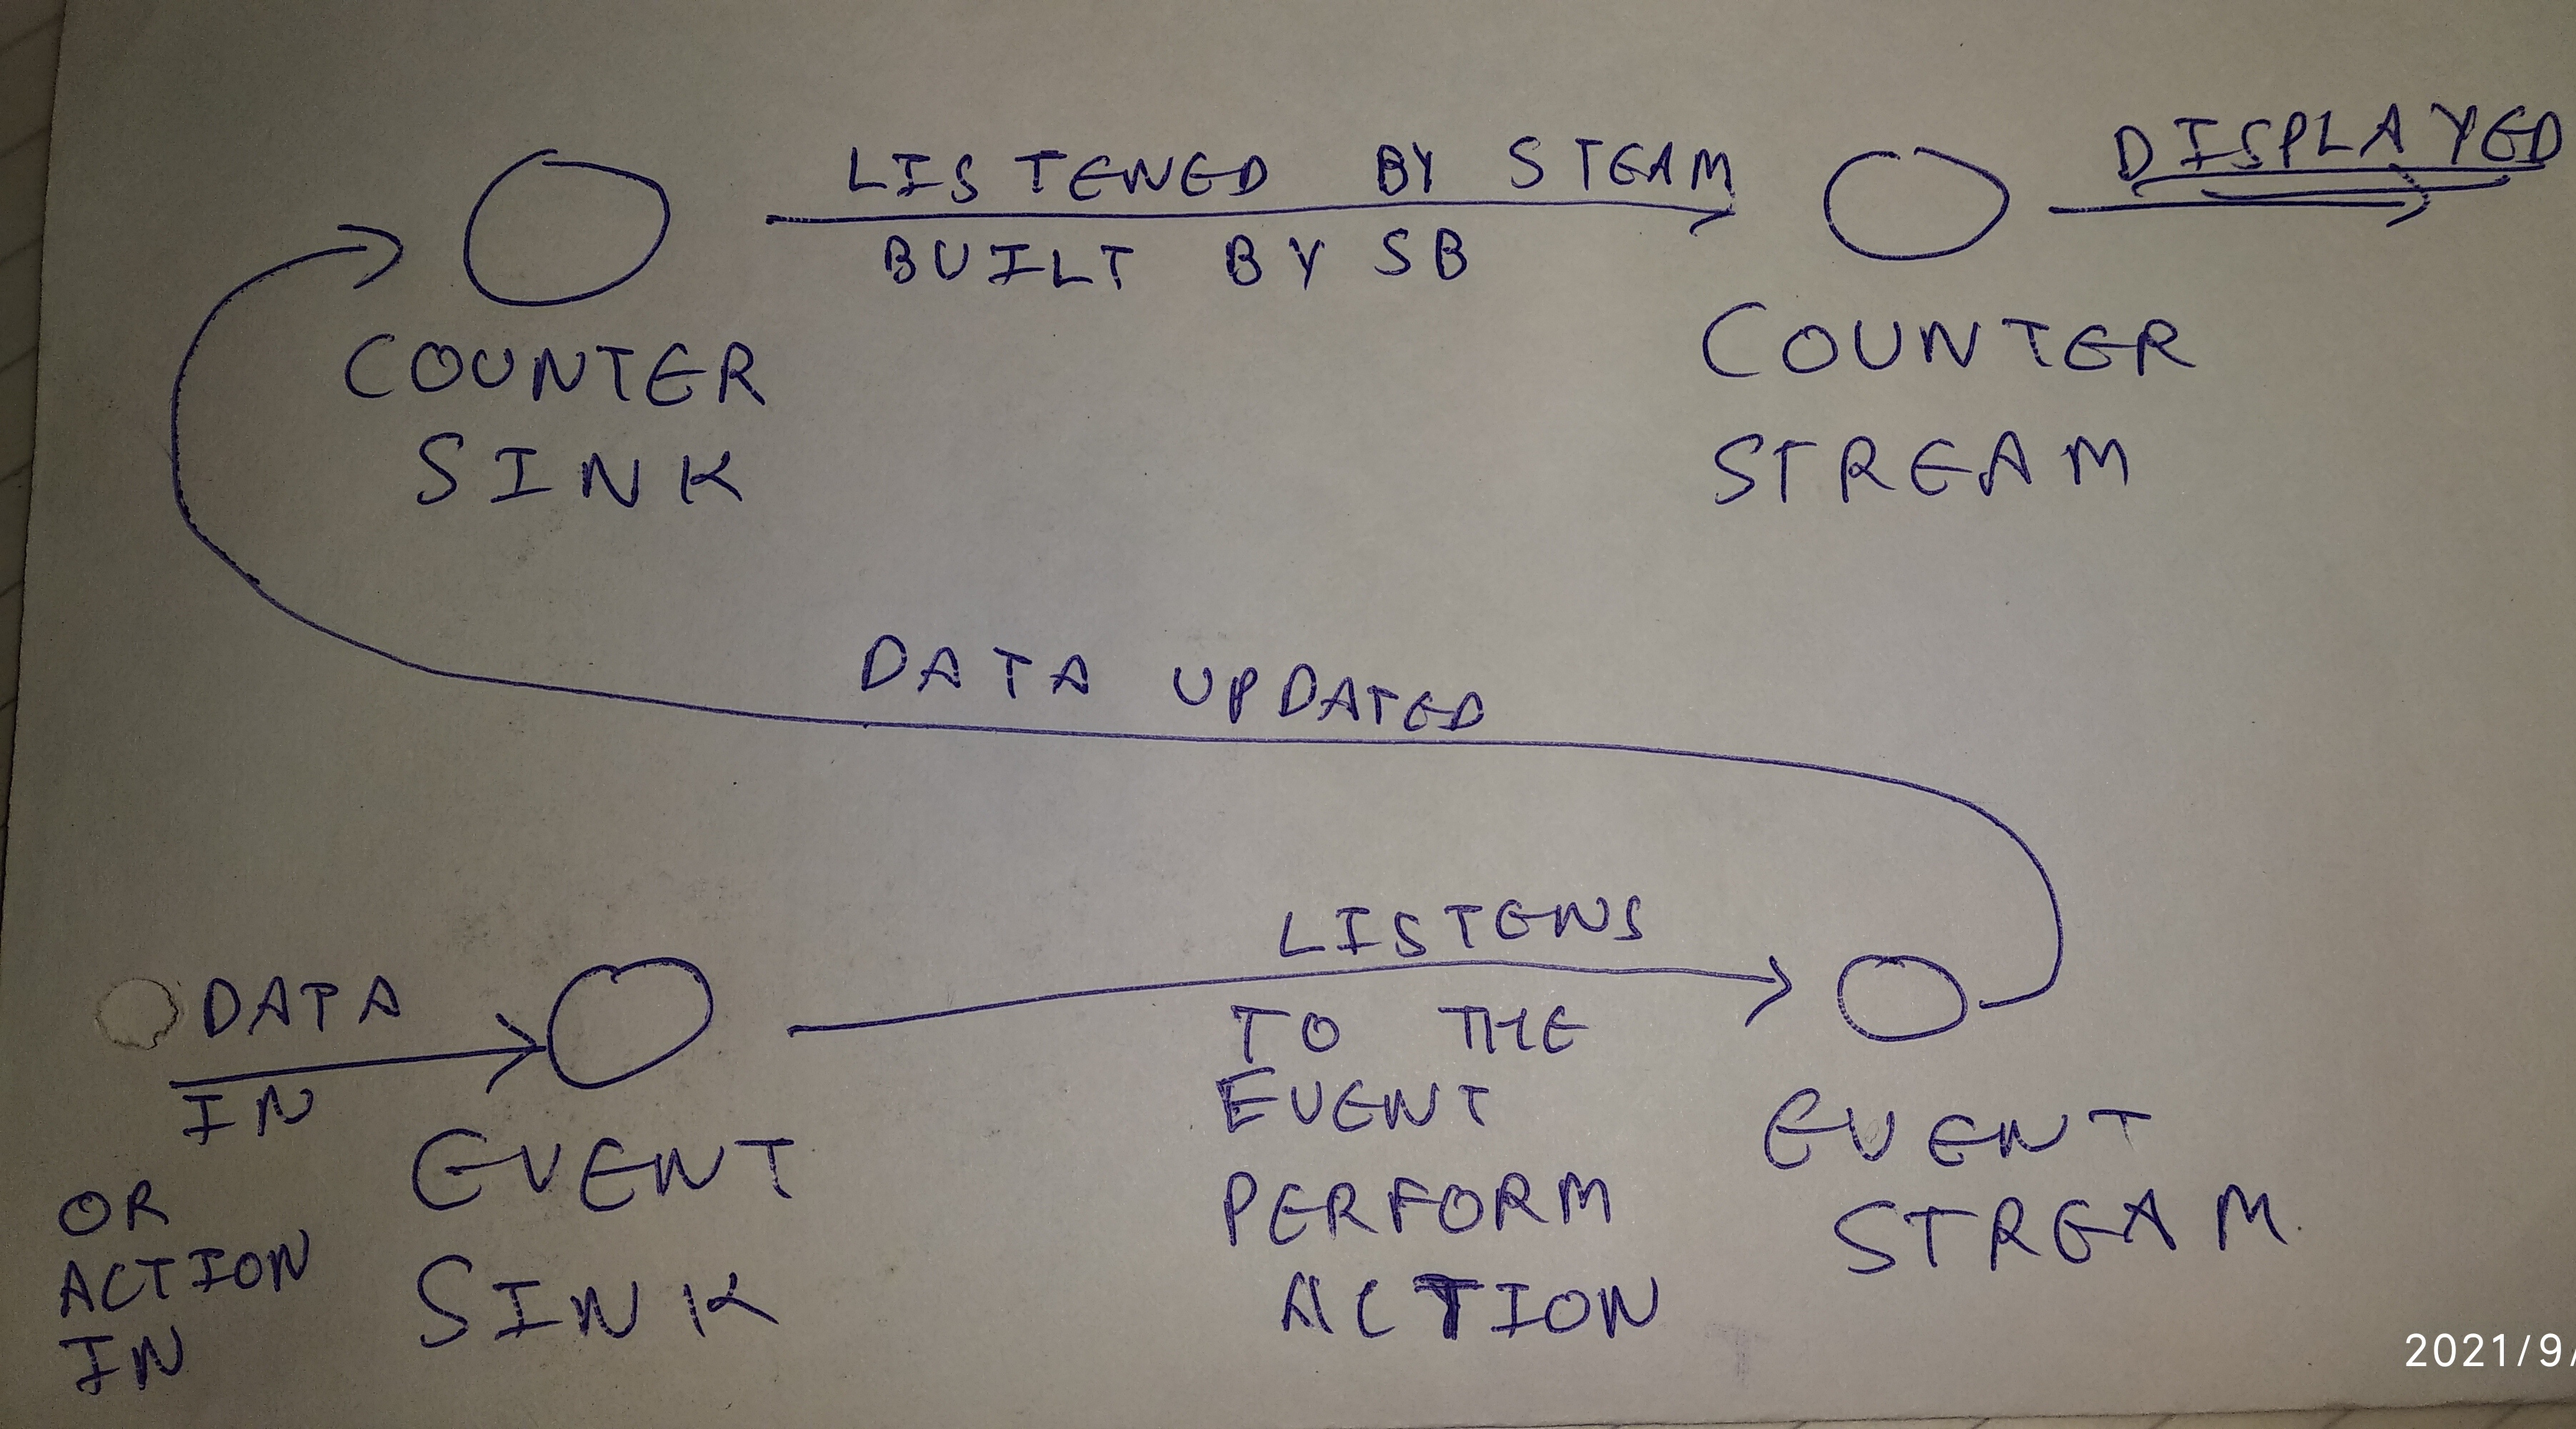 LISTENED BY STEAM
DISPLAYED
BUILT BY SB
COUNTER
SINK
COUNTER
STREAM
DATA UPDATED
LISTENS
DATA
IN
TO THE
EVENT
PERFORM
ACTION
OR
ACTION
IN
EVENT
SINK
EVENT
STREAM
2021/9/